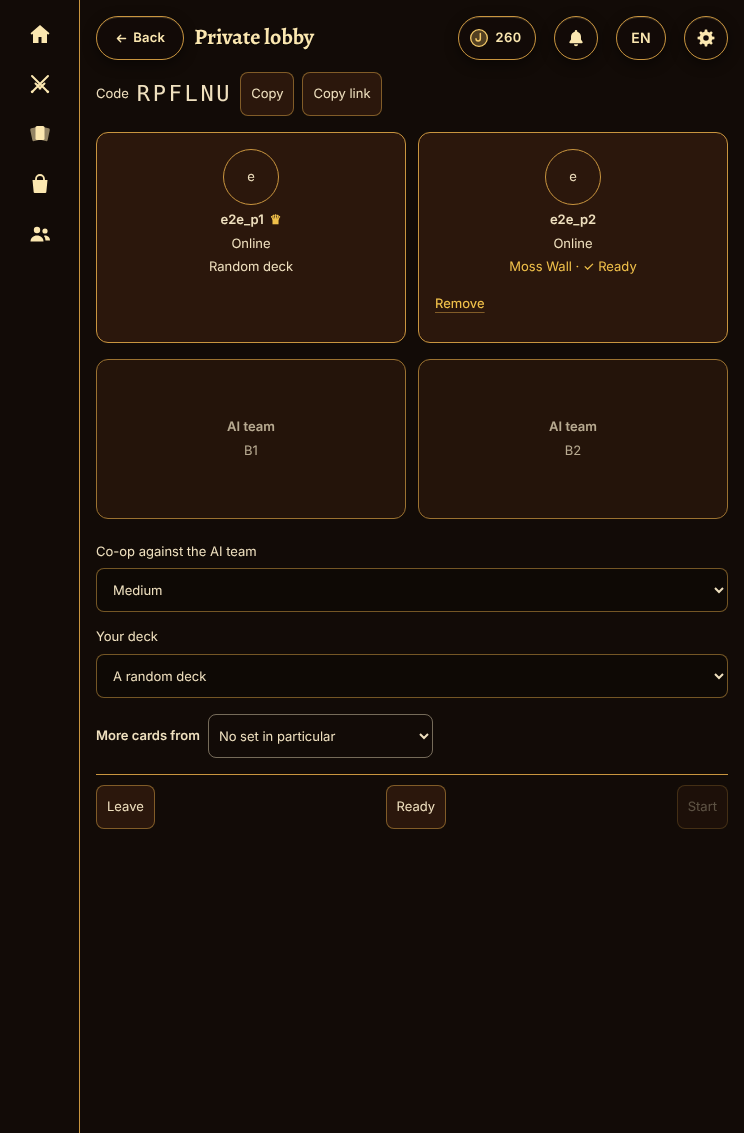 ← Back
Private lobby
J 260
EN
Code RPFLNU Copy Copy link
e
e2e_p1
Online
Random deck
e
e2e_p2
Online
Moss Wall · ✓ Ready
Remove
AI team
B1
AI team
B2
Co-op against the AI team
Medium
Your deck
A random deck
More cards from No set in particular
Leave
Ready
Start